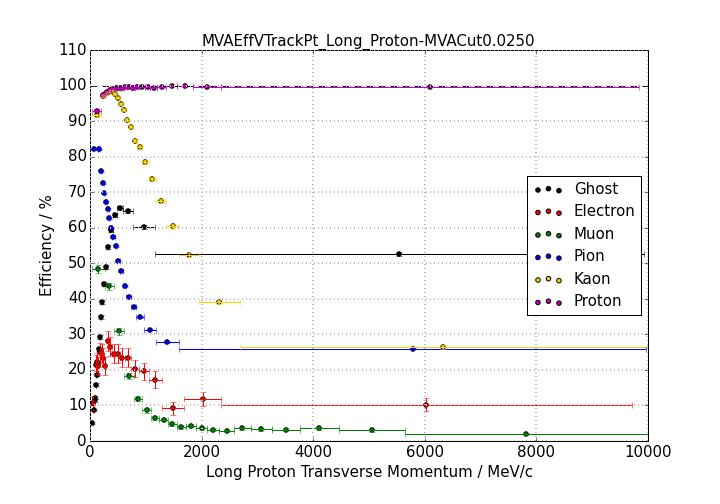 MVAEffVTrackPt_Long_Proton-MVACut0.0250
110
100
90
80
70
60
50
40
30
20
10
0
Efficiency / %
Ghost
Electron
Muon
Pion
Kaon
Proton
0 2000 4000 6000 8000 10000
Long Proton Transverse Momentum / MeV/c